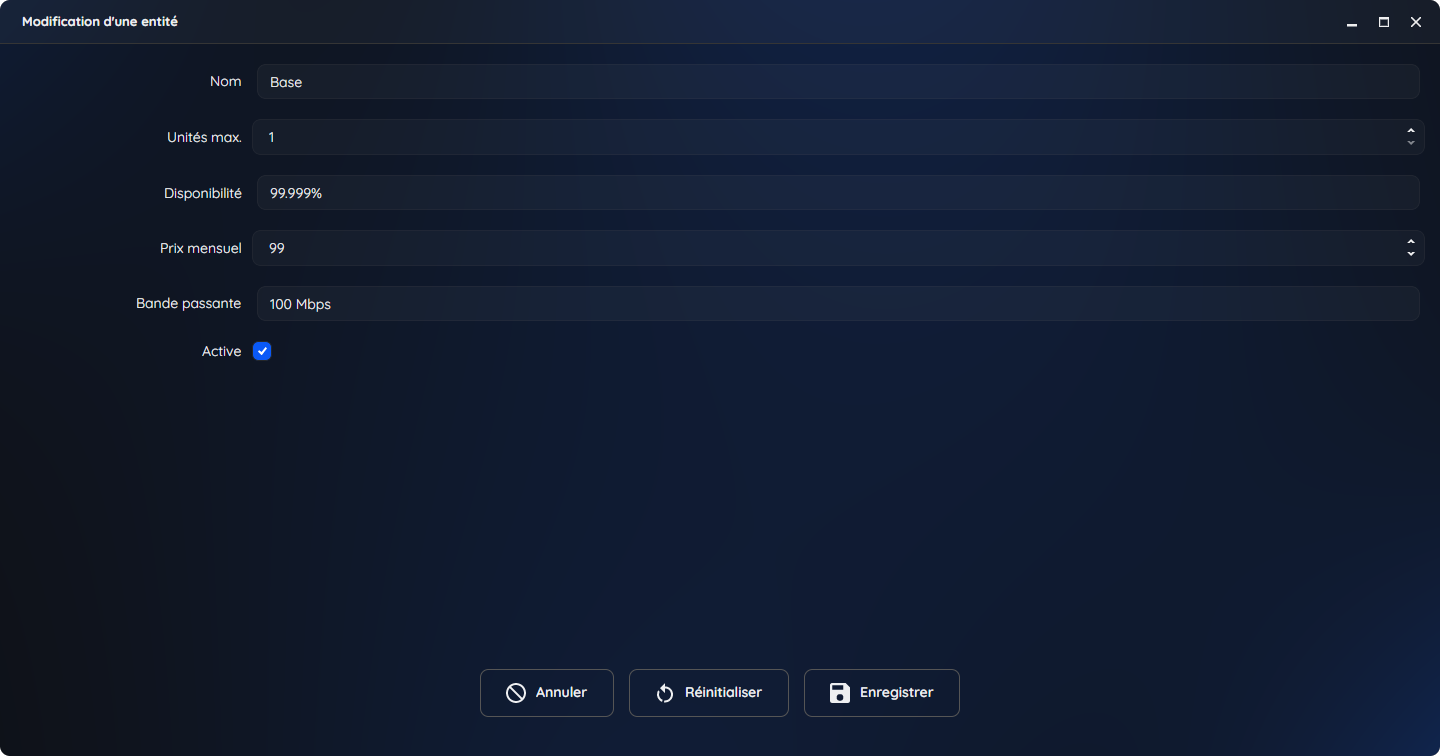 Modification d'une entité
Nom Base
Unités max. 1
Disponibilité 99.999%
Prix mensuel 99
Bande passante 100 Mbps
Active
Annuler Réinitialiser Enregistrer